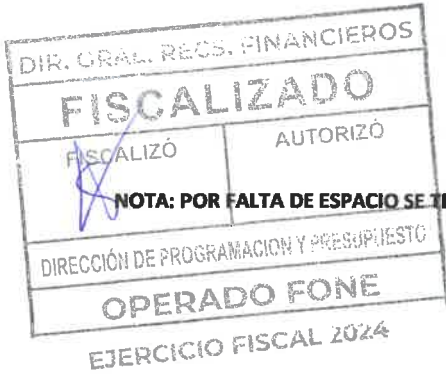 DIR. GRAL. RECS. FINANCIEROS
FISCALIZADO
FISCALIZÓ
AUTORIZÓ
NOTA: POR FALTA DE ESPACIO SE TE
DIRECCIÓN DE PROGRAMACION Y PRESUPUESTO
OPERADO FONE
EJERCICIO FISCAL 2024